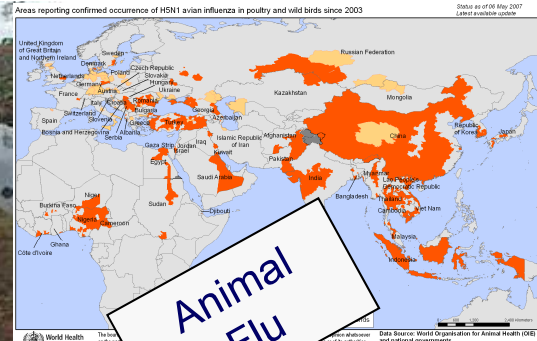 Areas reporting confirmed occurrence of H5N1 avian influenza in poultry and wild birds since 2003
Status as of 06 May 2007
Latest available update
United Kingdom
of Great Britain
and Northern Ireland
Sweden
Denmark
Netherlands
Poland
Germany
Czech Republic
Slovakia
Hungary
Ukraine
France
Austria
Italy
Croatia
Romania
Switzerland
Slovenia
Bulgaria
Spain
Bosnia and Herzegovina
Serbia
Albania
Greece
Turkey
Georgia
Azerbaijan
Russian Federation
Kazakhstan
Mongolia
Gaza Strip
Israel
Jordan
Iraq
Kuwait
Islamic Republic
of Iran
Afghanistan
Pakistan
China
Republic
of Korea
Japan
Egypt
Saudi Arabia
India
Bangladesh
Myanmar
Lao People's
Democratic Republic
Thailand
Cambodia
Viet Nam
Malaysia
Indonesia
Niger
Burkina Faso
Nigeria
Cameroon
Ghana
Côte d'Ivoire
Sudan
Djibouti
Animal
Flu
World Health
Data Source: World Organisation for Animal Health (OIE)
and national governments